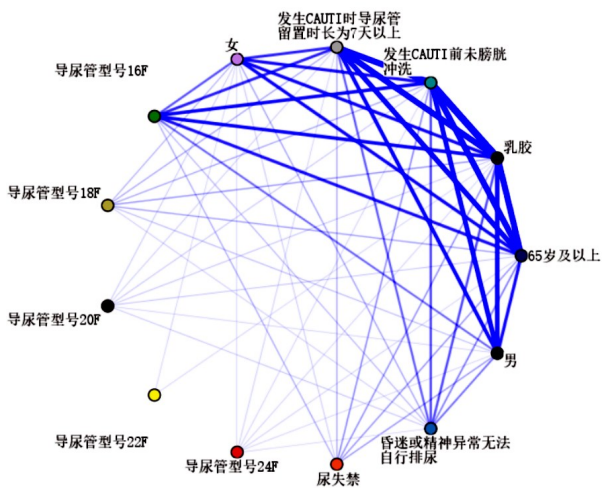 发生CAUTI时导尿管
留置时长为7天以上
女
发生CAUTI前未膀胱
冲洗
导尿管型号16F
乳胶
导尿管型号18F
65岁及以上
导尿管型号20F
男
导尿管型号22F
昏迷或精神异常无法
自行排尿
导尿管型号24F
尿失禁